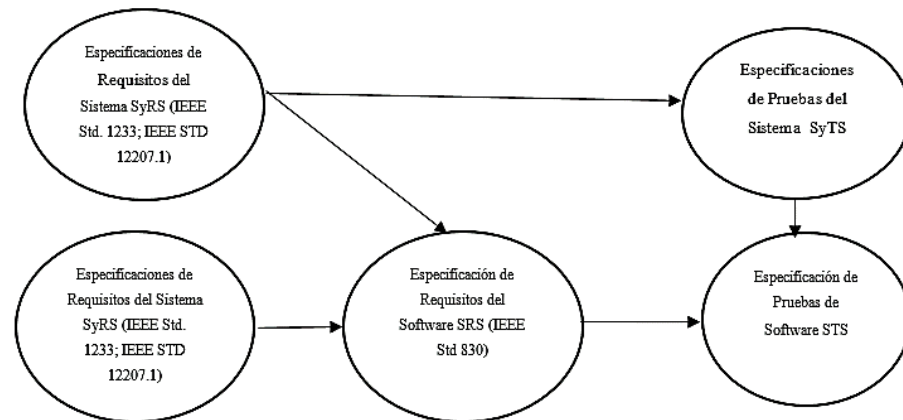 Especificaciones de
Requisitos del
Sistema SyRS (IEEE
Std. 1233; IEEE STD
12207.1)
Especificaciones
de Pruebas del
Sistema SyTS
Especificaciones de
Requisitos del Sistema
SyRS (IEEE Std.
1233; IEEE STD
12207.1)
Especificación de
Requisitos del
Software SRS (IEEE
Std 830)
Especificación de
Pruebas de
Software STS